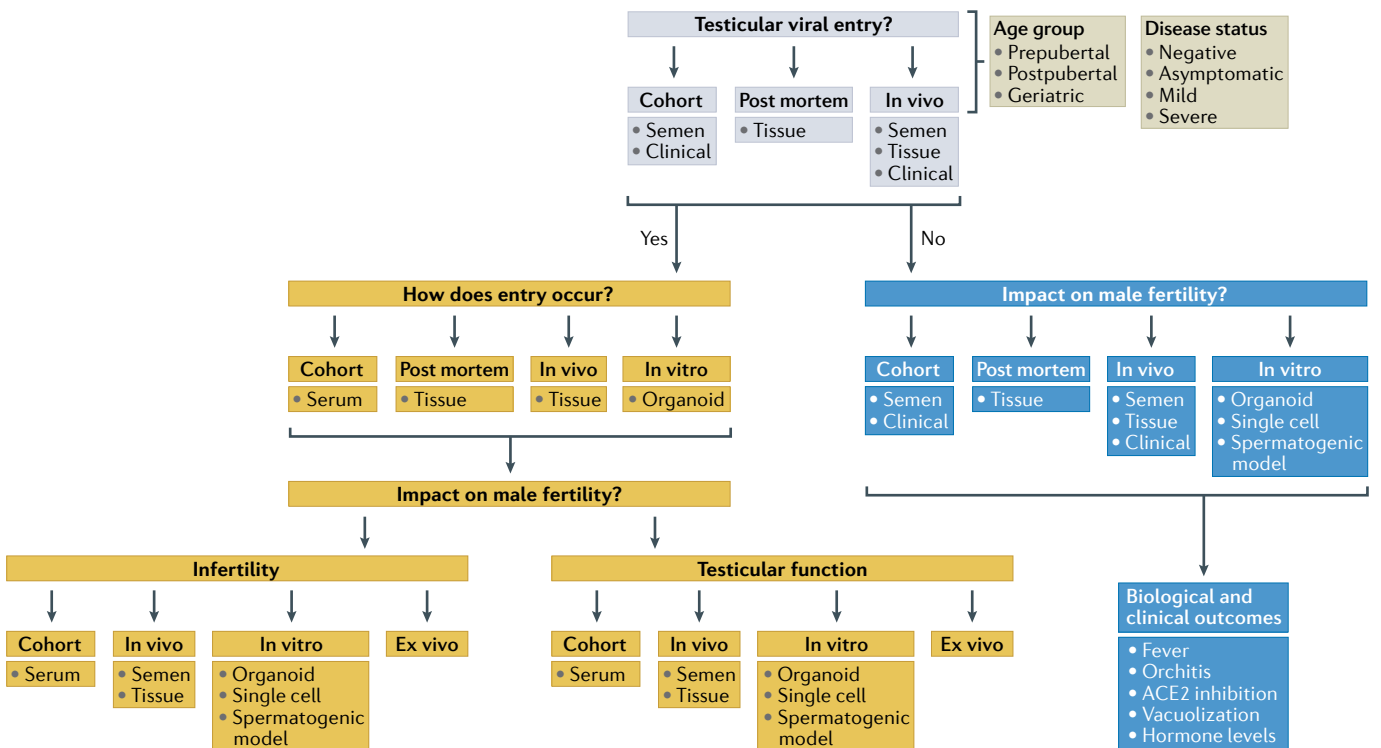 Testicular viral entry?
Age group
• Prepubertal
• Postpubertal
• Geriatric
Disease status
• Negative
• Asymptomatic
• Mild
• Severe
Cohort
• Semen
• Clinical
Post mortem
• Tissue
In vivo
• Semen
• Tissue
• Clinical
Yes
No
How does entry occur?
Cohort
• Serum
Post mortem
• Tissue
In vivo
• Tissue
In vitro
• Organoid
Impact on male fertility?
Cohort
• Semen
• Clinical
Post mortem
• Tissue
In vivo
• Semen
• Tissue
• Clinical
In vitro
• Organoid
• Single cell
• Spermatogenic
model
Impact on male fertility?
Infertility
Cohort
• Serum
In vivo
• Semen
• Tissue
In vitro
• Organoid
• Single cell
• Spermatogenic
model
Ex vivo
Testicular function
Cohort
• Serum
In vivo
• Semen
• Tissue
In vitro
• Organoid
• Single cell
• Spermatogenic
model
Ex vivo
Biological and
clinical outcomes
• Fever
• Orchitis
• ACE2 inhibition
• Vacuolization
• Hormone levels